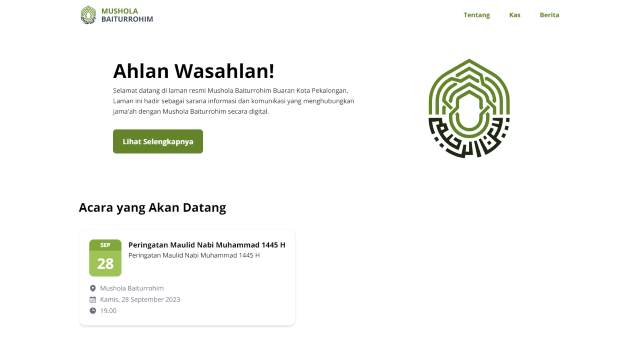 MUSHOLA
BAITURROHIM
Tentang
Kas
Berita
Ahlan Wasahlan!
Selamat datang di laman resmi Mushola Baiturrohim Buaran Kota Pekalongan.
Laman ini hadir sebagai sarana informasi dan komunikasi yang menghubungkan
jama'ah dengan Mushola Baiturrohim secara digital.
Lihat Selengkapnya
Acara yang Akan Datang
SEP
28
Peringatan Maulid Nabi Muhammad 1445 H
Peringatan Maulid Nabi Muhammad 1445 H
Mushola Baiturrohim
Kamis, 28 September 2023
19.00